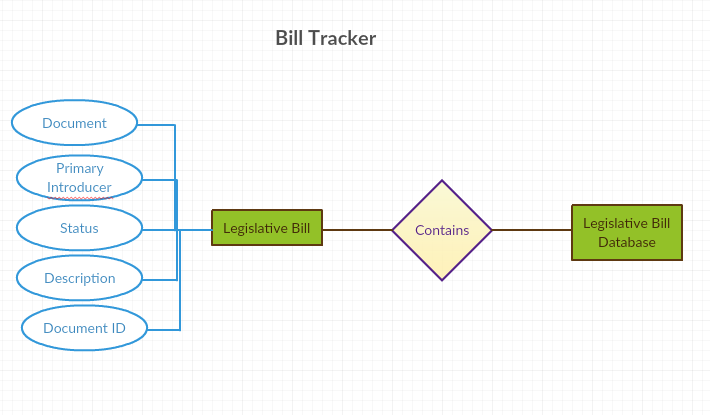 Bill Tracker
Document
Primary
Introducer
Status
Description
Document ID
Legislative Bill
Contains
Legislative Bill
Database